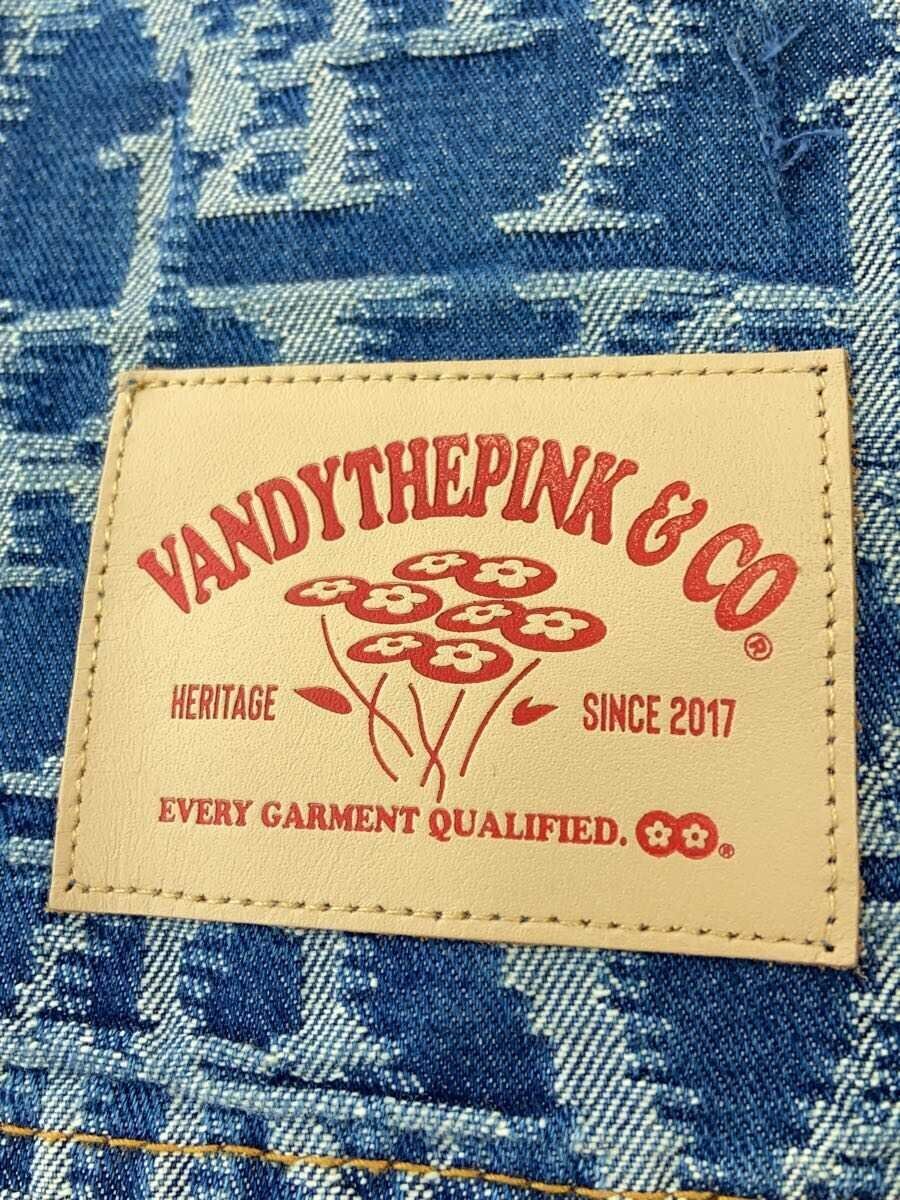 VANDYTHEPINK & CO®
HERITAGE
SINCE 2017
EVERY GARMENT QUALIFIED. ®